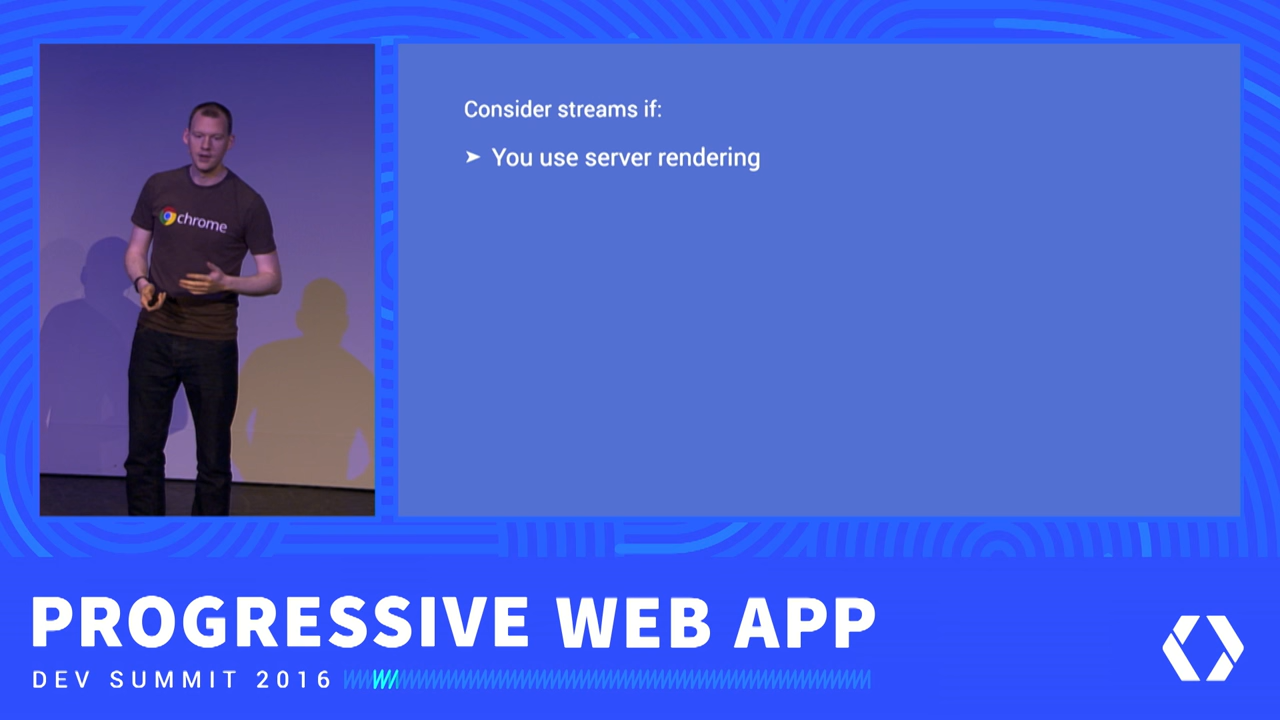 chrome
Consider streams if:
➤ You use server rendering
PROGRESSIVE WEB APP
DEV SUMMIT 2016